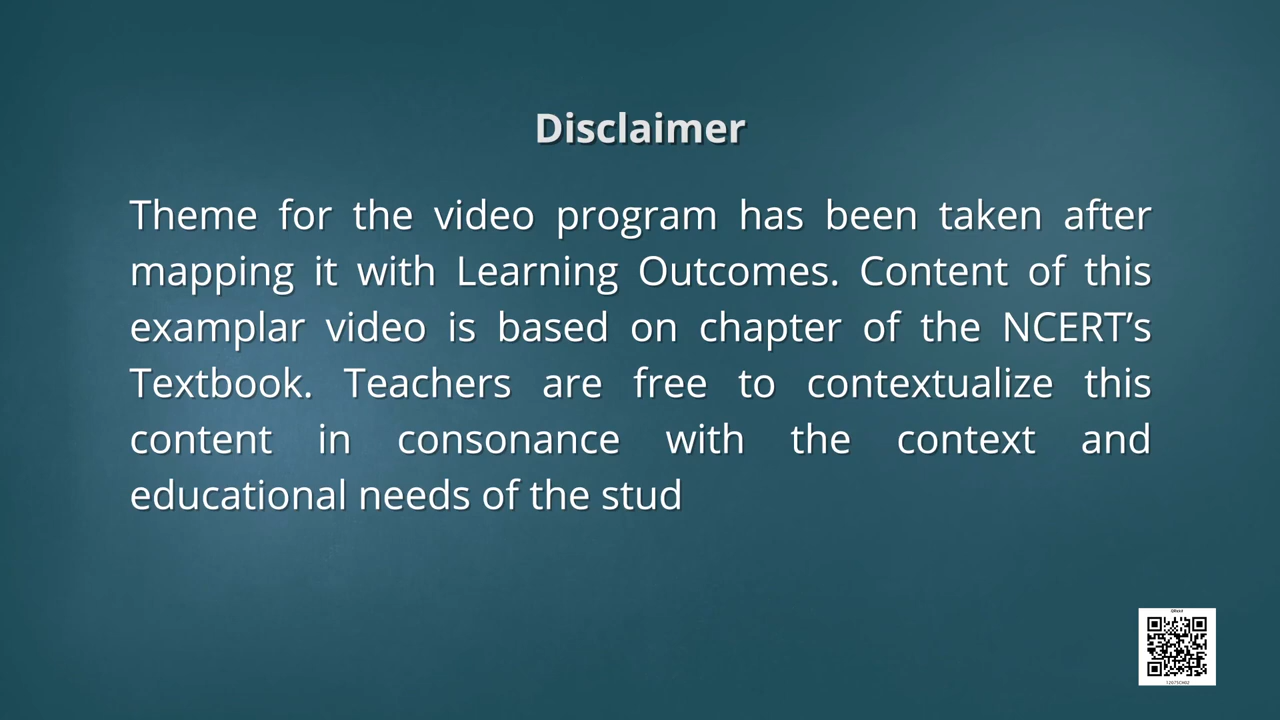 Disclaimer
Theme for the video program has been taken after
mapping it with Learning Outcomes. Content of this
examplar video is based on chapter of the NCERT’s
Textbook. Teachers are free to contextualize this
content in consonance with the context and
educational needs of the stud